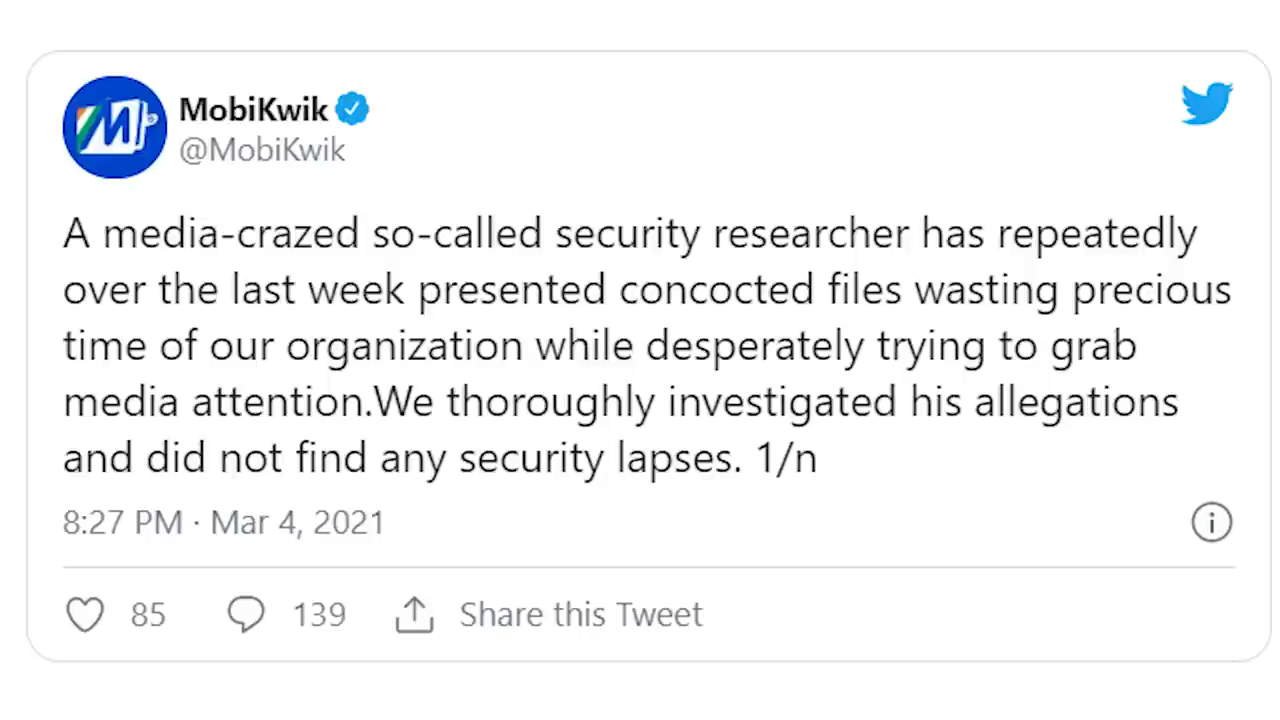 MobiKwik
@MobiKwik
A media-crazed so-called security researcher has repeatedly
over the last week presented concocted files wasting precious
time of our organization while desperately trying to grab
media attention.We thoroughly investigated his allegations
and did not find any security lapses. 1/n
8:27 PM · Mar 4, 2021
85 139 Share this Tweet